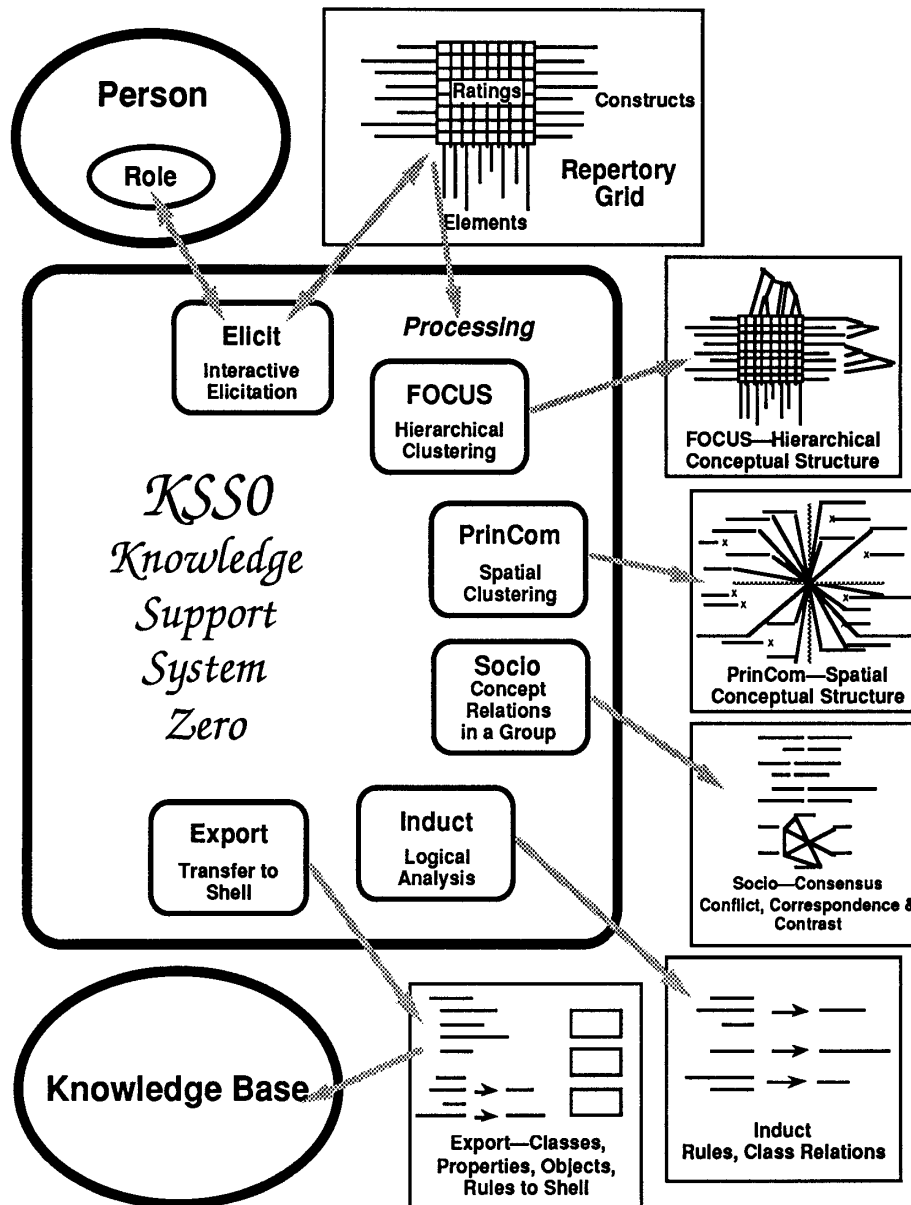 Person
Role
Ratings
Constructs
Repertory
Grid
Elements
Elicit
Interactive
Elicitation
Processing
FOCUS
Hierarchical
Clustering
FOCUS—Hierarchical
Conceptual Structure
KSS0
Knowledge
Support
System
Zero
PrinCom
Spatial
Clustering
PrinCom—Spatial
Conceptual Structure
Socio
Concept
Relations
in a Group
Socio—Consensus
Conflict, Correspondence &
Contrast
Export
Transfer to
Shell
Induct
Logical
Analysis
Knowledge Base
Export—Classes,
Properties, Objects,
Rules to Shell
Induct
Rules, Class Relations